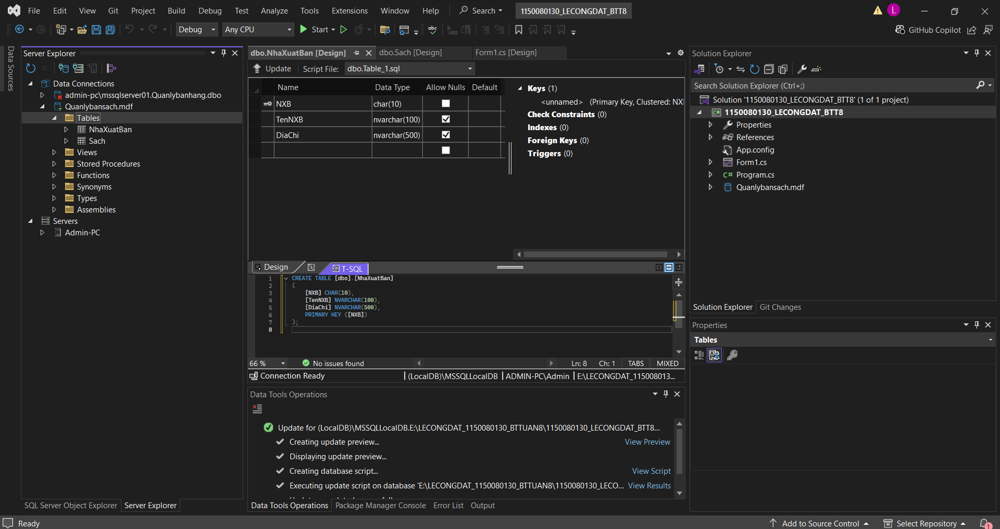 File Edit View Git Project Build Debug Test Analyze Tools Extensions Window Help Search 1150080130_LECONGDAT_BTT8 L
Debug Any CPU Start abc GitHub Copilot
Data Sources
Server Explorer
Data Connections
admin-pc\mssqlserver01.Quanlybanhang.dbo
Quanlybansach.mdf
Tables
NhaXuatBan
Sach
Views
Stored Procedures
Functions
Synonyms
Types
Assemblies
Servers
Admin-PC
SQL Server Object Explorer Server Explorer
dbo.NhaXuatBan [Design] dbo.Sach [Design] Form1.cs [Design]
Update Script File: dbo.Table_1.sql
Name Data Type Allow Nulls Default
NXB char(10)
TenNXB nvarchar(100)
DiaChi nvarchar(500)
Keys (1)
<unnamed> (Primary Key, Clustered: NX
Check Constraints (0)
Indexes (0)
Foreign Keys (0)
Triggers (0)
Design T-SQL
1 CREATE TABLE [dbo].[NhaXuatBan]
2 (
3 [NXB] CHAR(10),
4 [TenNXB] NVARCHAR(100),
5 [DiaChi] NVARCHAR(500),
6 PRIMARY KEY ([NXB])
7 );
8
66 % No issues found Ln: 8 Ch: 1 TABS MIXED
Connection Ready (LocalDB)\MSSQLLocalDB ADMIN-PC\Admin E:\LECONGDAT_115008013...
Data Tools Operations
Update for (LocalDB)\MSSQLLocalDB.E:\LECONGDAT_1150080130_BTTUAN8\1150080130_LECONGDAT_BTT8...
Creating update preview... View Preview
Displaying update preview...
Creating database script... View Script
Executing update script on database 'E:\LECONGDAT_1150080130_BTTUAN8\1150080130_LECO... View Results
Data Tools Operations Package Manager Console Error List Output
Solution Explorer
Search Solution Explorer (Ctrl+;)
Solution '1150080130_LECONGDAT_BTT8' (1 of 1 project)
C# 1150080130_LECONGDAT_BTT8
Properties
References
App.config
Form1.cs
C# Program.cs
Quanlybansach.mdf
Solution Explorer Git Changes
Properties
Tables
Ready Add to Source Control Select Repository 1